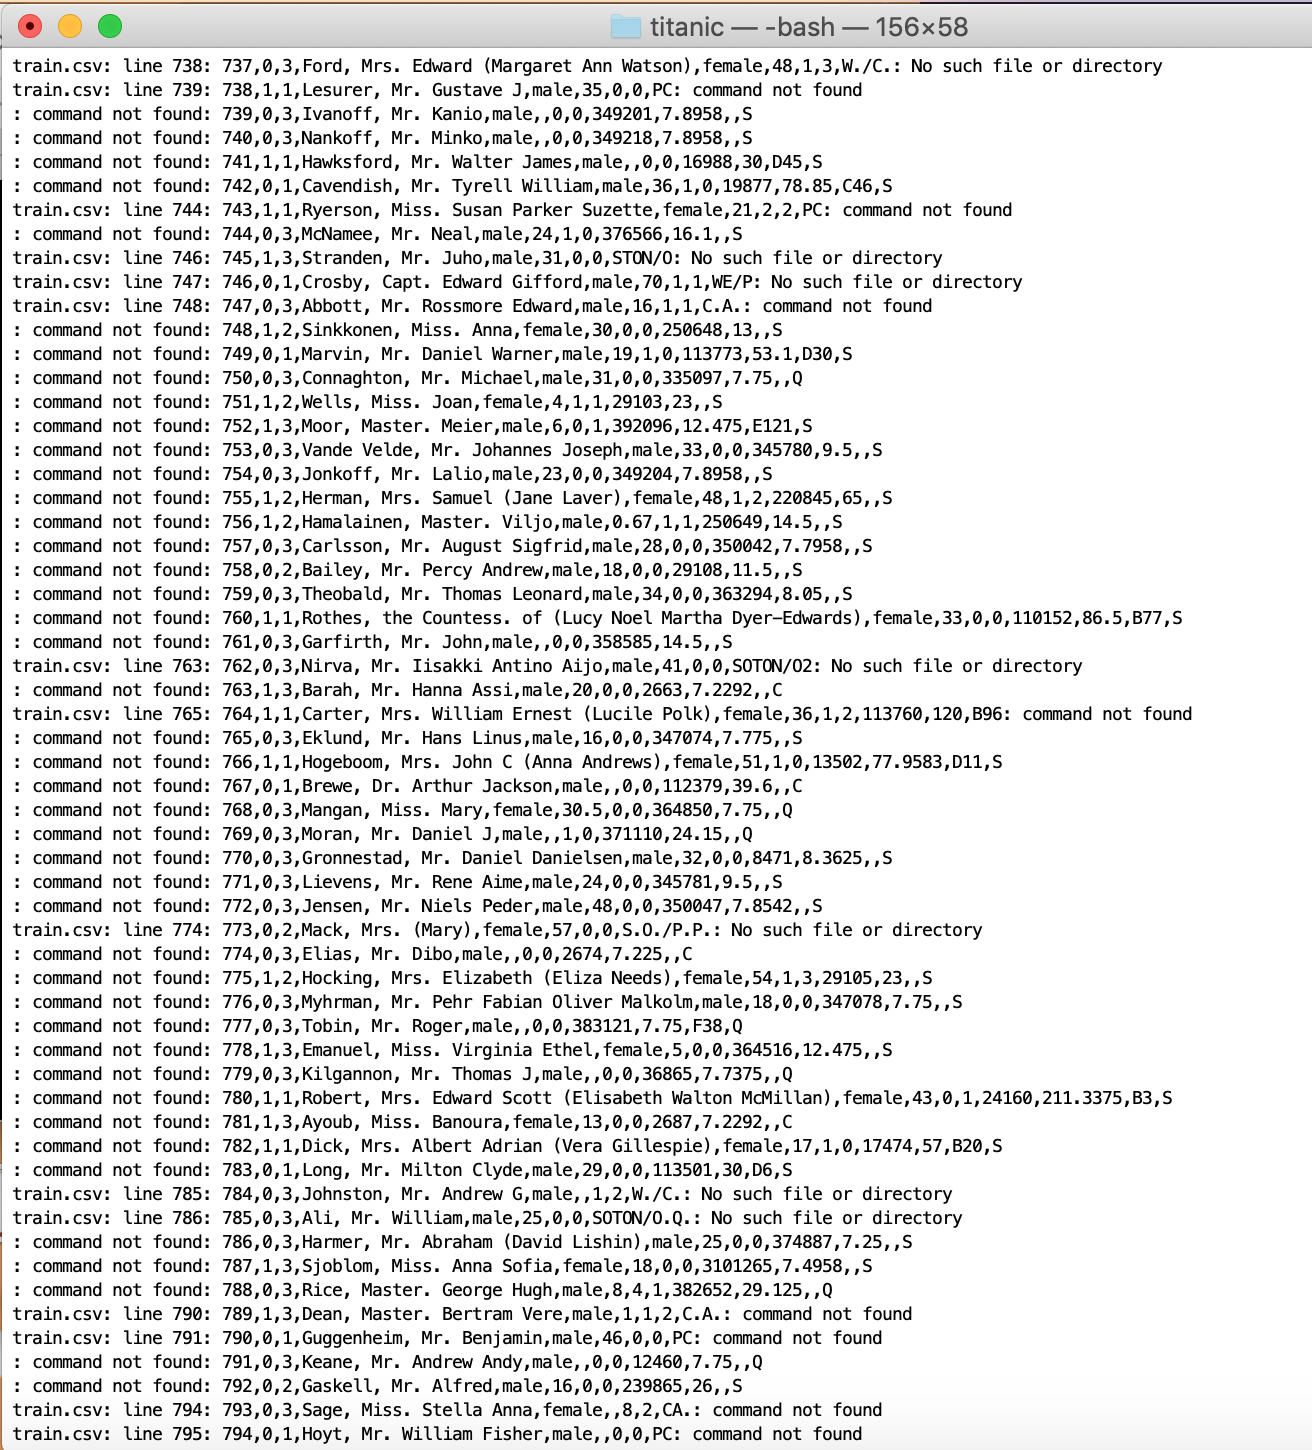 titanic — -bash — 156×58
train.csv: line 738: 737,0,3,Ford, Mrs. Edward (Margaret Ann Watson),female,48,1,3,W./C.: No such file or directory
train.csv: line 739: 738,1,1,Lesurer, Mr. Gustave J,male,35,0,0,PC: command not found
: command not found: 739,0,3,Ivanoff, Mr. Kanio,male,,0,0,349201,7.8958,,S
: command not found: 740,0,3,Nankoff, Mr. Minko,male,,0,0,349218,7.8958,,S
: command not found: 741,1,1,Hawksford, Mr. Walter James,male,,0,0,16988,30,D45,S
: command not found: 742,0,1,Cavendish, Mr. Tyrell William,male,36,1,0,19877,78.85,C46,S
train.csv: line 744: 743,1,1,Ryerson, Miss. Susan Parker Suzette,female,21,2,2,PC: command not found
: command not found: 744,0,3,McNamee, Mr. Neal,male,24,1,0,376566,16.1,,S
train.csv: line 746: 745,1,3,Stranden, Mr. Juho,male,31,0,0,STON/O: No such file or directory
train.csv: line 747: 746,0,1,Crosby, Capt. Edward Gifford,male,70,1,1,WE/P: No such file or directory
train.csv: line 748: 747,0,3,Abbott, Mr. Rossmore Edward,male,16,1,1,C.A.: command not found
: command not found: 748,1,2,Sinkkonen, Miss. Anna,female,30,0,0,250648,13,,S
: command not found: 749,0,1,Marvin, Mr. Daniel Warner,male,19,1,0,113773,53.1,D30,S
: command not found: 750,0,3,Connaghton, Mr. Michael,male,31,0,0,335097,7.75,,Q
: command not found: 751,1,2,Wells, Miss. Joan,female,4,1,1,29103,23,,S
: command not found: 752,1,3,Moor, Master. Meier,male,6,0,1,392096,12.475,E121,S
: command not found: 753,0,3,Vande Velde, Mr. Johannes Joseph,male,33,0,0,345780,9.5,,S
: command not found: 754,0,3,Jonkoff, Mr. Lalio,male,23,0,0,349204,7.8958,,S
: command not found: 755,1,2,Herman, Mrs. Samuel (Jane Laver),female,48,1,2,220845,65,,S
: command not found: 756,1,2,Hamalainen, Master. Viljo,male,0.67,1,1,250649,14.5,,S
: command not found: 757,0,3,Carlsson, Mr. August Sigfrid,male,28,0,0,350042,7.7958,,S
: command not found: 758,0,2,Bailey, Mr. Percy Andrew,male,18,0,0,29108,11.5,,S
: command not found: 759,0,3,Theobald, Mr. Thomas Leonard,male,34,0,0,363294,8.05,,S
: command not found: 760,1,1,Rothes, the Countess. of (Lucy Noel Martha Dyer-Edwards),female,33,0,0,110152,86.5,B77,S
: command not found: 761,0,3,Garfirth, Mr. John,male,,0,0,358585,14.5,,S
train.csv: line 763: 762,0,3,Nirva, Mr. Iisakki Antino Aijo,male,41,0,0,SOTON/O2: No such file or directory
: command not found: 763,1,3,Barah, Mr. Hanna Assi,male,20,0,0,2663,7.2292,,C
train.csv: line 765: 764,1,1,Carter, Mrs. William Ernest (Lucile Polk),female,36,1,2,113760,120,B96: command not found
: command not found: 765,0,3,Eklund, Mr. Hans Linus,male,16,0,0,347074,7.775,,S
: command not found: 766,1,1,Hogeboom, Mrs. John C (Anna Andrews),female,51,1,0,13502,77.9583,D11,S
: command not found: 767,0,1,Brewe, Dr. Arthur Jackson,male,,0,0,112379,39.6,,C
: command not found: 768,0,3,Mangan, Miss. Mary,female,30.5,0,0,364850,7.75,,Q
: command not found: 769,0,3,Moran, Mr. Daniel J,male,,1,0,371110,24.15,,Q
: command not found: 770,0,3,Gronnestad, Mr. Daniel Danielsen,male,32,0,0,8471,8.3625,,S
: command not found: 771,0,3,Lievens, Mr. Rene Aime,male,24,0,0,345781,9.5,,S
: command not found: 772,0,3,Jensen, Mr. Niels Peder,male,48,0,0,350047,7.8542,,S
train.csv: line 774: 773,0,2,Mack, Mrs. (Mary),female,57,0,0,S.O./P.P.: No such file or directory
: command not found: 774,0,3,Elias, Mr. Dibo,male,,0,0,2674,7.225,,C
: command not found: 775,1,2,Hocking, Mrs. Elizabeth (Eliza Needs),female,54,1,3,29105,23,,S
: command not found: 776,0,3,Myhrman, Mr. Pehr Fabian Oliver Malkolm,male,18,0,0,347078,7.75,,S
: command not found: 777,0,3,Tobin, Mr. Roger,male,,0,0,383121,7.75,F38,Q
: command not found: 778,1,3,Emanuel, Miss. Virginia Ethel,female,5,0,0,364516,12.475,,S
: command not found: 779,0,3,Kilgannon, Mr. Thomas J,male,,0,0,36865,7.7375,,Q
: command not found: 780,1,1,Robert, Mrs. Edward Scott (Elisabeth Walton McMillan),female,43,0,1,24160,211.3375,B3,S
: command not found: 781,1,3,Ayoub, Miss. Banoura,female,13,0,0,2687,7.2292,,C
: command not found: 782,1,1,Dick, Mrs. Albert Adrian (Vera Gillespie),female,17,1,0,17474,57,B20,S
: command not found: 783,0,1,Long, Mr. Milton Clyde,male,29,0,0,113501,30,D6,S
train.csv: line 785: 784,0,3,Johnston, Mr. Andrew G,male,,1,2,W./C.: No such file or directory
train.csv: line 786: 785,0,3,Ali, Mr. William,male,25,0,0,SOTON/O.Q.: No such file or directory
: command not found: 786,0,3,Harmer, Mr. Abraham (David Lishin),male,25,0,0,374887,7.25,,S
: command not found: 787,1,3,Sjoblom, Miss. Anna Sofia,female,18,0,0,3101265,7.4958,,S
: command not found: 788,0,3,Rice, Master. George Hugh,male,8,4,1,382652,29.125,,Q
train.csv: line 790: 789,1,3,Dean, Master. Bertram Vere,male,1,1,2,C.A.: command not found
train.csv: line 791: 790,0,1,Guggenheim, Mr. Benjamin,male,46,0,0,PC: command not found
: command not found: 791,0,3,Keane, Mr. Andrew Andy,male,,0,0,12460,7.75,,Q
: command not found: 792,0,2,Gaskell, Mr. Alfred,male,16,0,0,239865,26,,S
train.csv: line 794: 793,0,3,Sage, Miss. Stella Anna,female,,8,2,CA.: command not found
train.csv: line 795: 794,0,1,Hoyt, Mr. William Fisher,male,,0,0,PC: command not found